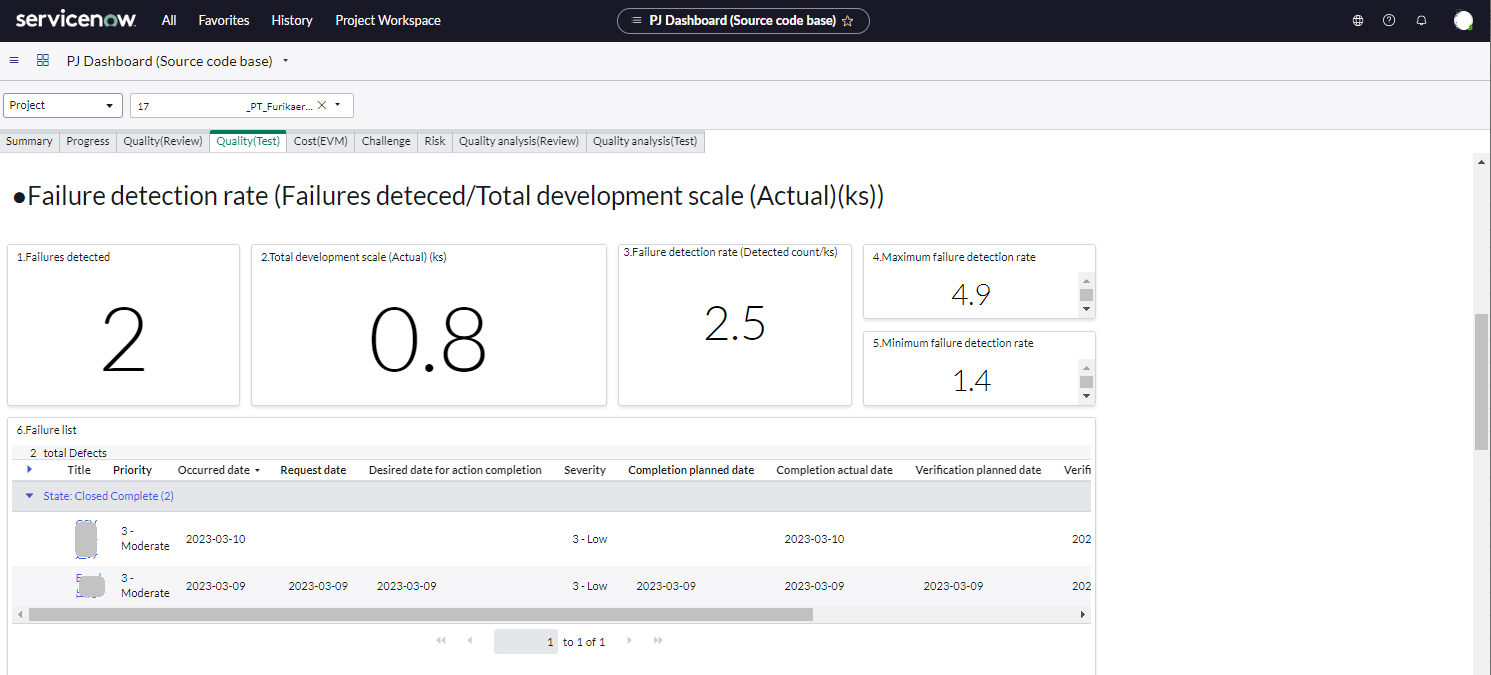 servicenow All Favorites History Project Workspace PJ Dashboard (Source code base)
PJ Dashboard (Source code base)
Project 17 _PT_Furikaer...
Summary Progress Quality(Review) Quality(Test) Cost(EVM) Challenge Risk Quality analysis(Review) Quality analysis(Test)
●Failure detection rate (Failures deteced/Total development scale (Actual)(ks))
1.Failures detected
2
2.Total development scale (Actual) (ks)
0.8
3.Failure detection rate (Detected count/ks)
2.5
4.Maximum failure detection rate
4.9
5.Minimum failure detection rate
1.4
6.Failure list
2 total Defects
Title Priority Occurred date Request date Desired date for action completion Severity Completion planned date Completion actual date Verification planned date Verifi
State: Closed Complete (2)
3 - Moderate 2023-03-10 3 - Low 2023-03-10 202
3 - Moderate 2023-03-09 2023-03-09 2023-03-09 3 - Low 2023-03-09 2023-03-09 2023-03-09 202
1 to 1 of 1